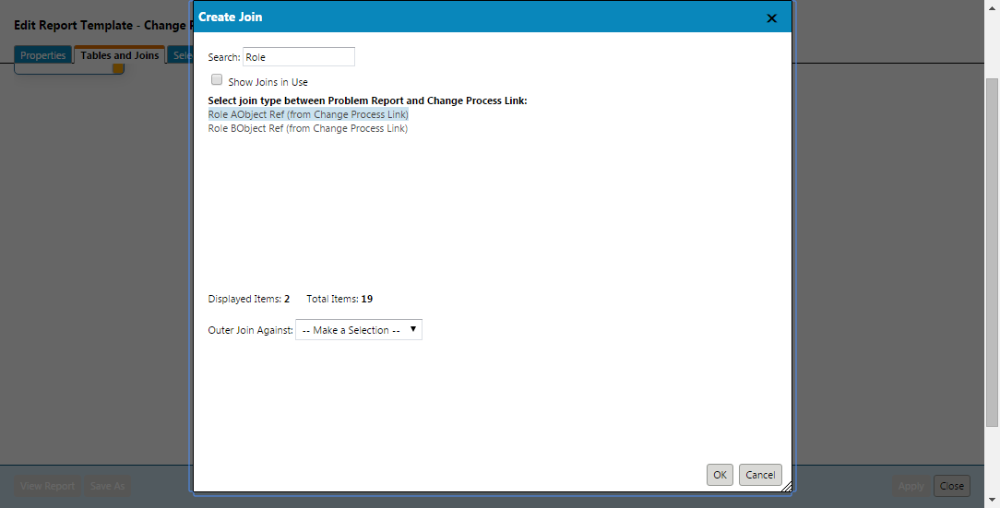 Create Join
Edit Report Template - Change P
Properties
Tables and Joins
Sele
Search: Role
Show Joins in Use
Select join type between Problem Report and Change Process Link:
Role AObject Ref (from Change Process Link)
Role BObject Ref (from Change Process Link)
Displayed Items: 2 Total Items: 19
Outer Join Against: -- Make a Selection --
OK Cancel
View Report Save As Apply Close